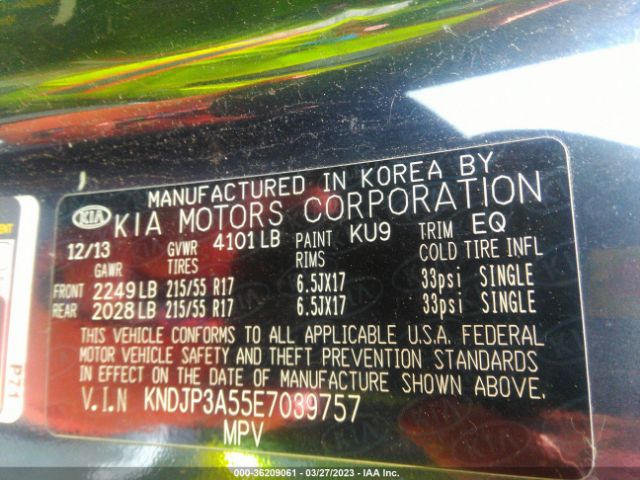 MANUFACTURED IN KOREA BY
KIA KIA MOTORS CORPORATION
12/13 GVWR 4101 LB PAINT KU9 TRIM EQ
GAWR TIRES RIMS COLD TIRE INFL
FRONT 2249 LB 215/55 R17 6.5JX17 33psi SINGLE
REAR 2028 LB 215/55 R17 6.5JX17 33psi SINGLE
THIS VEHICLE CONFORMS TO ALL APPLICABLE U.S.A. FEDERAL
MOTOR VEHICLE SAFETY AND THEFT PREVENTION STANDARDS
IN EFFECT ON THE DATE OF MANUFACTURE SHOWN ABOVE.
V.I.N KNDJP3A55E7039757
MPV
P71
000-36209061 - 03/27/2023 - IAA Inc.